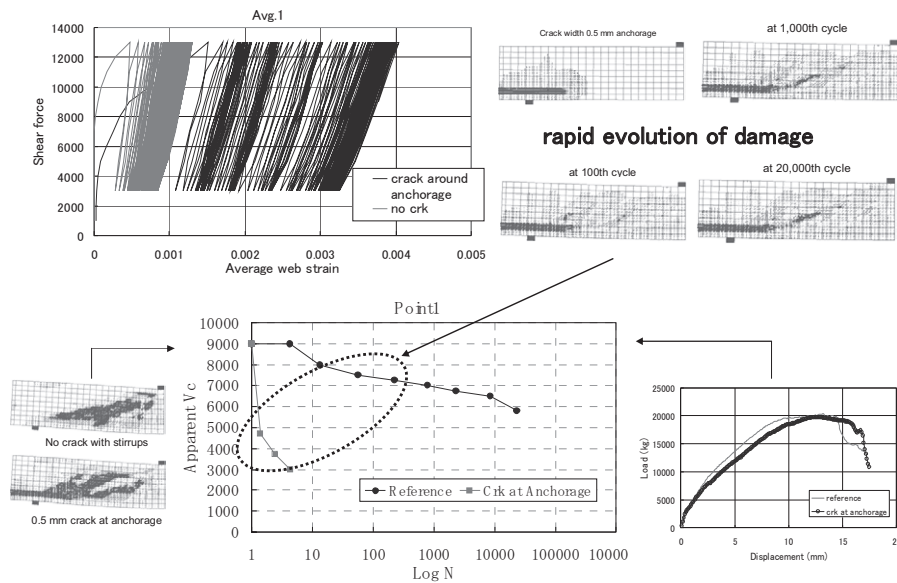 Avg.1
14000
12000
10000
8000
6000
4000
2000
0
Shear force
0
0.001
0.002
0.003
0.004
0.005
Average web strain
crack around
anchorage
no crk
Crack width 0.5 mm anchorage
at 1,000th cycle
rapid evolution of damage
at 100th cycle
at 20,000th cycle
No crack with stirrups
0.5 mm crack at anchorage
Point1
10000
9000
8000
7000
6000
5000
4000
3000
2000
1000
0
Apparent Vc
1
10
100
1000
10000
100000
10000
Log N
Reference
Crk at Anchorage
25000
20000
15000
10000
5000
0
Load (kg)
0
5
10
15
2
Displacement (mm)
reference
crk at anchorage